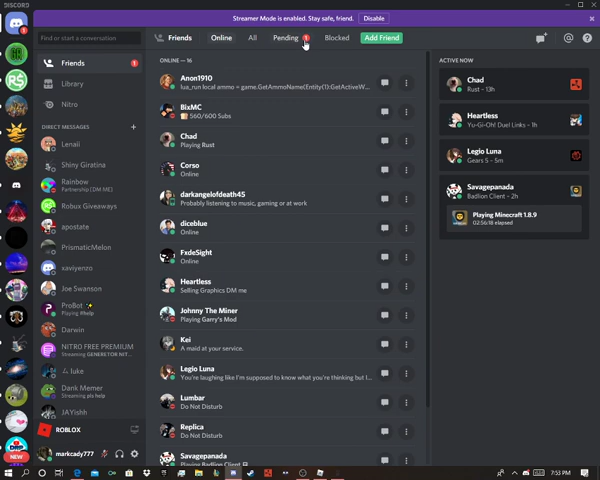 DISCORD
Streamer Mode is enabled. Stay safe, friend. Disable
Find or start a conversation
Friends Online All Pending 1 Blocked Add Friend
Friends 1
Library
Nitro
DIRECT MESSAGES
Lenaii
Shiny Giratina
Rainbow
Partnership (DM ME)
Robux Giveaways
apostate
PrismaticMelon
xaviyenzo
Joe Swanson
ProBot
Playing #help
Darwin
NITRO FREE PREMIUM
Streaming GENERETOR NIT...
luke
Dank Memer
Streaming pls help
JAYishh
ROBLOX
markcady777
NEW
ONLINE — 16
Anon1910
lua_run local ammo = game.GetAmmoName(Entity(1):GetActiveW...
BixMC
560/600 Subs
Chad
Playing Rust
Corso
Online
darkangelofdeath45
Probably listening to music, gaming or at work
diceblue
Online
FxdeSight
Online
Heartless
Selling Graphics DM me
Johnny The Miner
Playing Garry's Mod
Kei
A maid at your service.
Legio Luna
You're laughing like I'm supposed to know what you're thinking but I...
Lumbar
Do Not Disturb
Replica
Do Not Disturb
Savagepanada
Playing Badlion Client
ACTIVE NOW
Chad
Rust - 13h
Heartless
Yu-Gi-Oh! Duel Links - 1h
Legio Luna
Gears 5 - 5m
Savagepanada
Badlion Client - 2h
Playing Minecraft 1.8.9
02:56:18 elapsed
7:53 PM